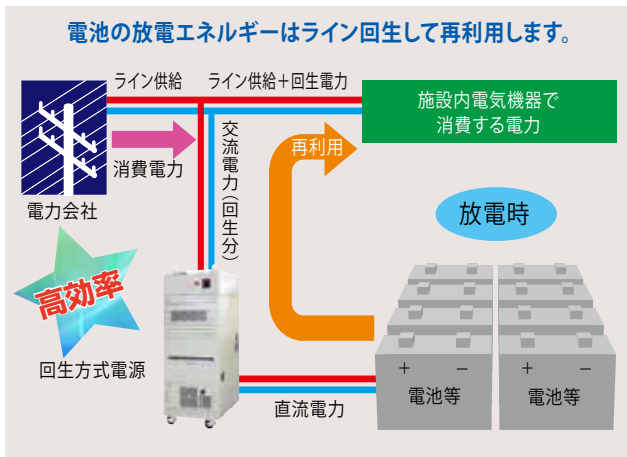 電池の放電エネルギーはライン回生して再利用します。
ライン供給
ライン供給+回生電力
施設内電気機器で
消費する電力
消費電力
電力会社
交流電力(回生分)
再利用
放電時
高効率
回生方式電源
直流電力
+ −
電池等
+ −
電池等